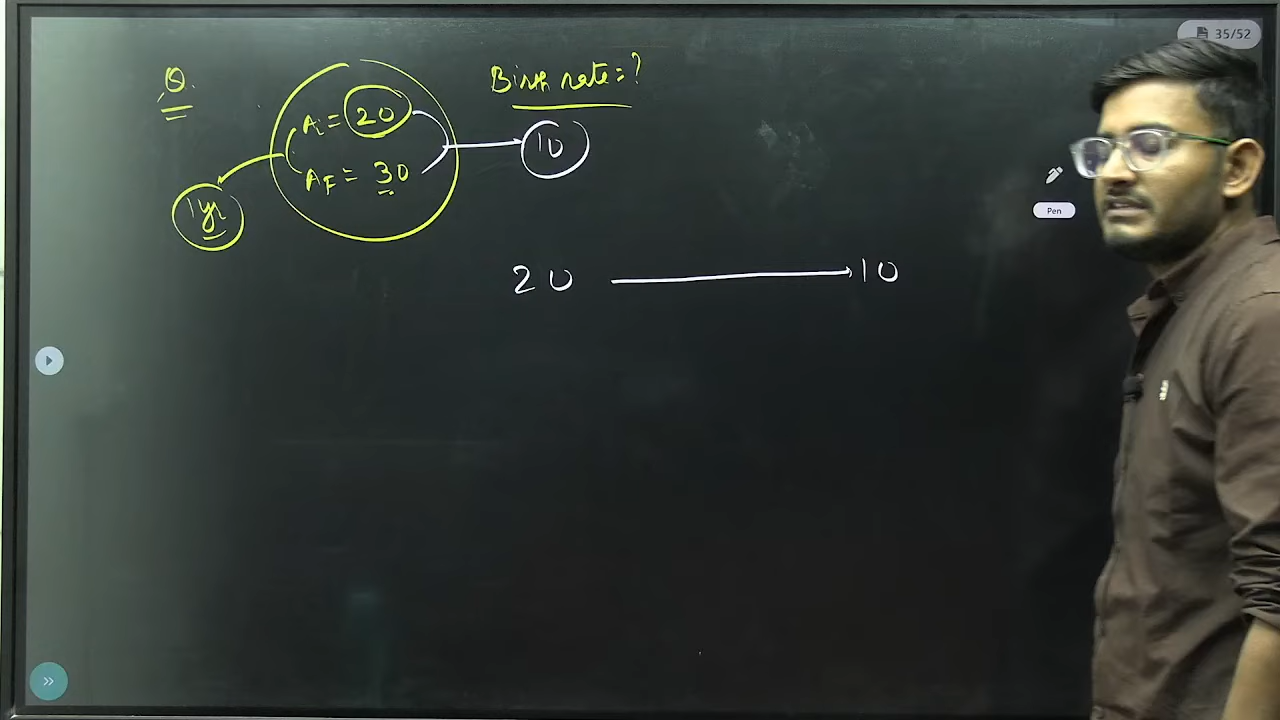 35/52
Q.
Birth rate = ?
Ai = 20
10
AF = 30
1yr
Pen
20 → 10